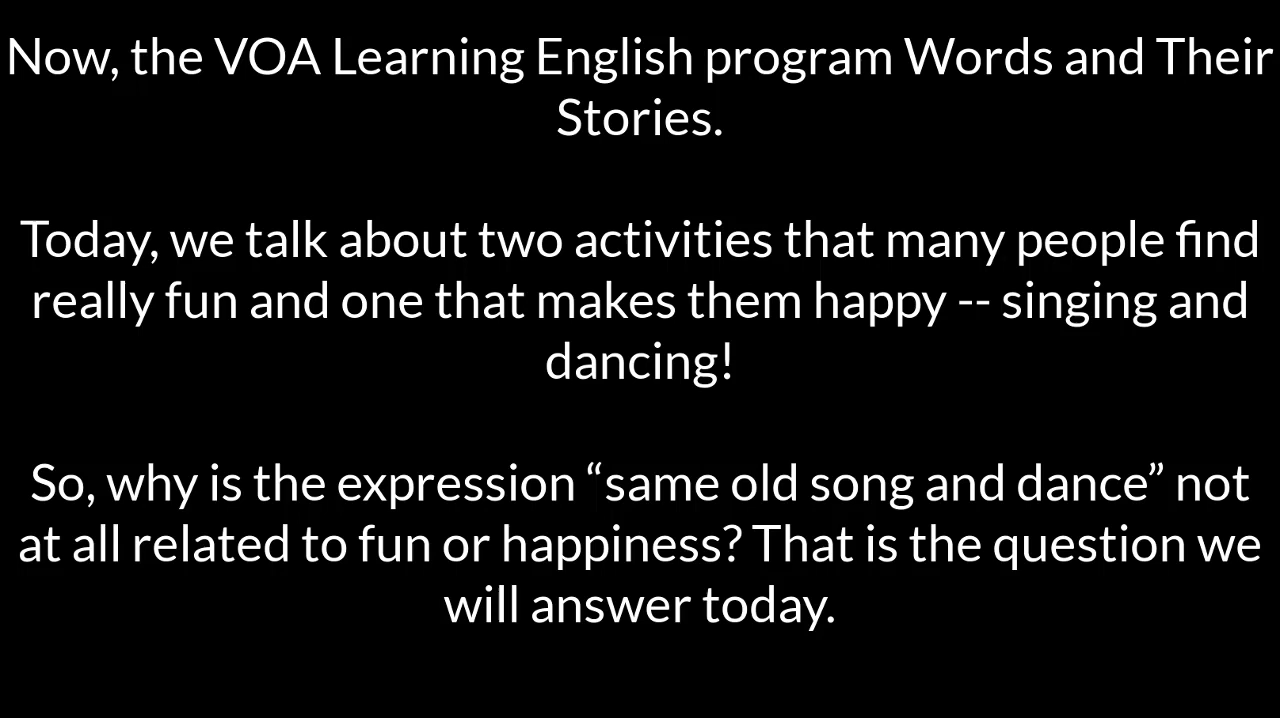 Now, the VOA Learning English program Words and Their
Stories.
Today, we talk about two activities that many people find
really fun and one that makes them happy -- singing and
dancing!
So, why is the expression “same old song and dance” not
at all related to fun or happiness? That is the question we
will answer today.